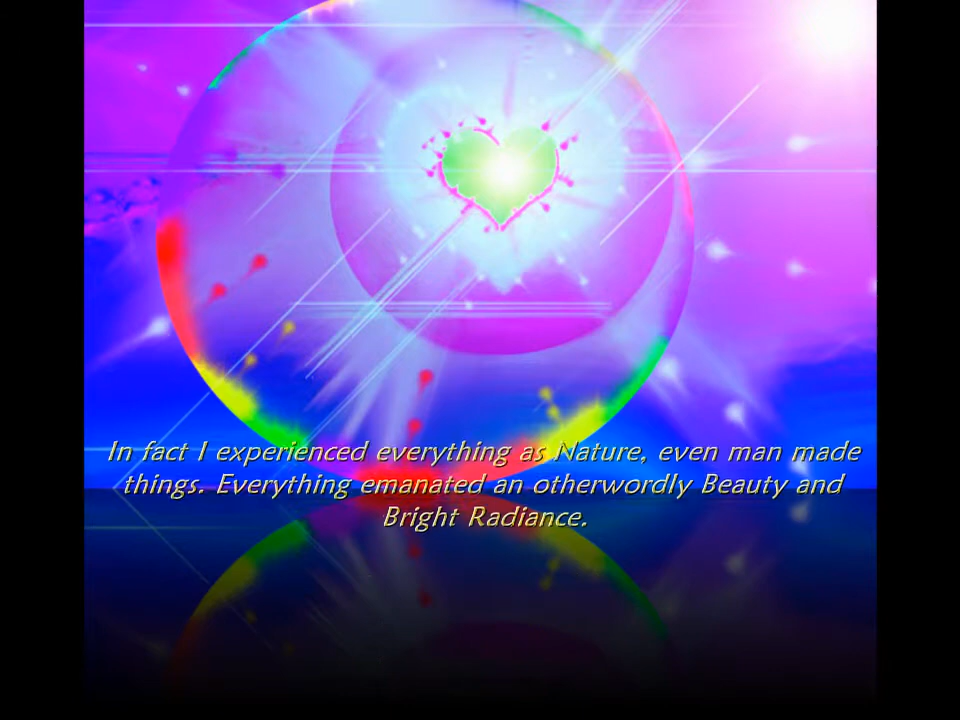 In fact I experienced everything as Nature, even man made
things. Everything emanated an otherwordly Beauty and
Bright Radiance.